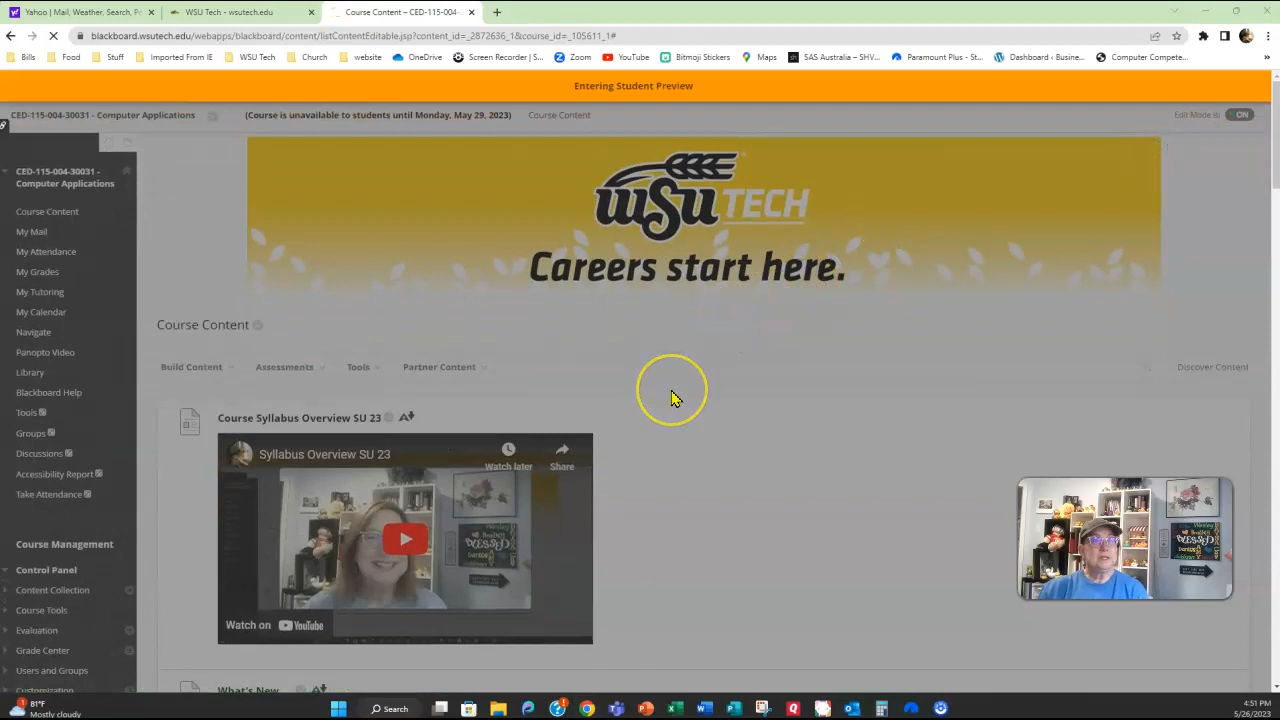 Yahoo | Mail, Weather, Search, Po
WSU Tech - wsutech.edu
Course Content – CED-115-004-
blackboard.wsutech.edu/webapps/blackboard/content/listContentEditable.jsp?content_id=_2872636_1&course_id=_105611_1#
Bills
Food
Stuff
Imported From IE
WSU Tech
Church
website
OneDrive
Screen Recorder | S...
Zoom
YouTube
Bitmoji Stickers
Maps
SAS Australia – SHV...
Paramount Plus - St...
Dashboard ‹ Busine...
Computer Compete...
»
Entering Student Preview
CED-115-004-30031 - Computer Applications
(Course is unavailable to students until Monday, May 29, 2023)
Course Content
Edit Mode is:
ON
CED-115-004-30031 -
Computer Applications
Course Content
My Mail
My Attendance
My Grades
My Tutoring
My Calendar
Navigate
Panopto Video
Library
Blackboard Help
Tools
Groups
Discussions
Accessibility Report
Take Attendance
Course Management
Control Panel
Content Collection
Course Tools
Evaluation
Grade Center
Users and Groups
Customization
WSU TECH
Careers start here.
Course Content
Build Content
Assessments
Tools
Partner Content
Discover Content
Course Syllabus Overview SU 23
Syllabus Overview SU 23
Watch later
Share
BLESSED
Watch on YouTube
BLESSED
What's New
81°F
Mostly cloudy
Search
4:51 PM
5/26/2023